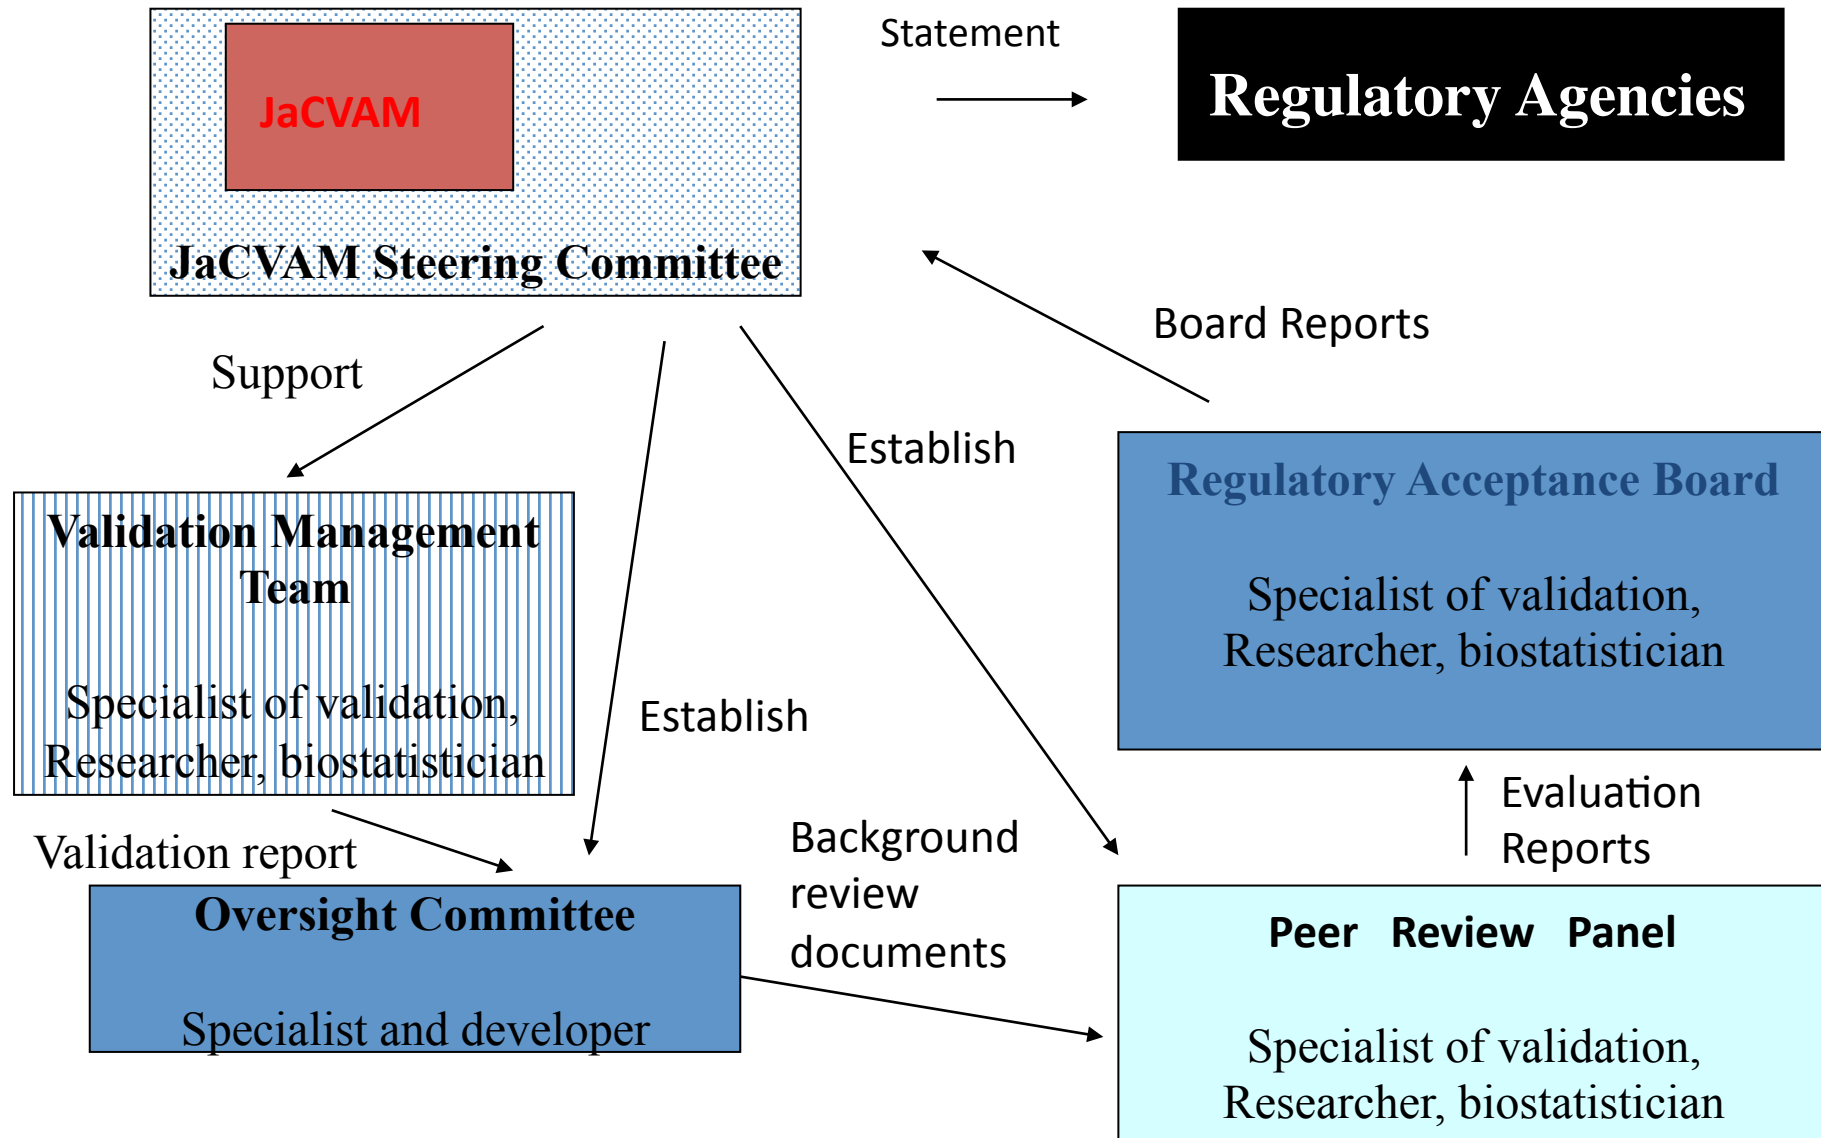 Statement
JaCVAM
Regulatory Agencies
JaCVAM Steering Committee
Board Reports
Support
Establish
Regulatory Acceptance Board
Specialist of validation,
Researcher, biostatistician
Validation Management
Team
Specialist of validation,
Researcher, biostatistician
Establish
Evaluation
Reports
Validation report
Background
review
documents
Oversight Committee
Specialist and developer
Peer Review Panel
Specialist of validation,
Researcher, biostatistician